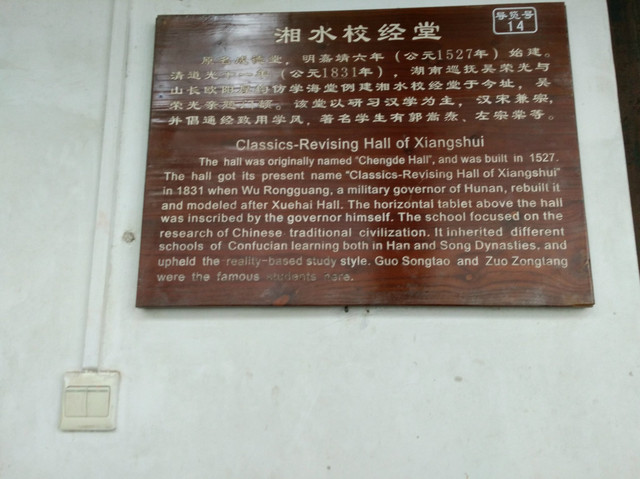 导览号
14
湘水校经堂
明嘉靖六年（公元1527年）始建。
清道光十一年（公元1831年），湖南巡抚吴荣光与
山长欧阳厚均仿学海堂例建湘水校经堂于今址，吴
荣光亲题。该堂以研习汉学为主，汉宋兼宗，
并倡通经致用学风，著名学生有郭嵩焘、左宗棠等。
Classics-Revising Hall of Xiangshui
The hall was originally named "Chengde Hall", and was built in 1527.
The hall got its present name "Classics-Revising Hall of Xiangshui"
in 1831 when Wu Rongguang, a military governor of Hunan, rebuilt it
and modeled after Xuehai Hall. The horizontal tablet above the hall
was inscribed by the governor himself. The school focused on the
research of Chinese traditional civilization. It inherited different
schools of Confucian learning both in Han and Song Dynasties, and
upheld the reality-based study style. Guo Songtao and Zuo Zongtang
were the famous students here.